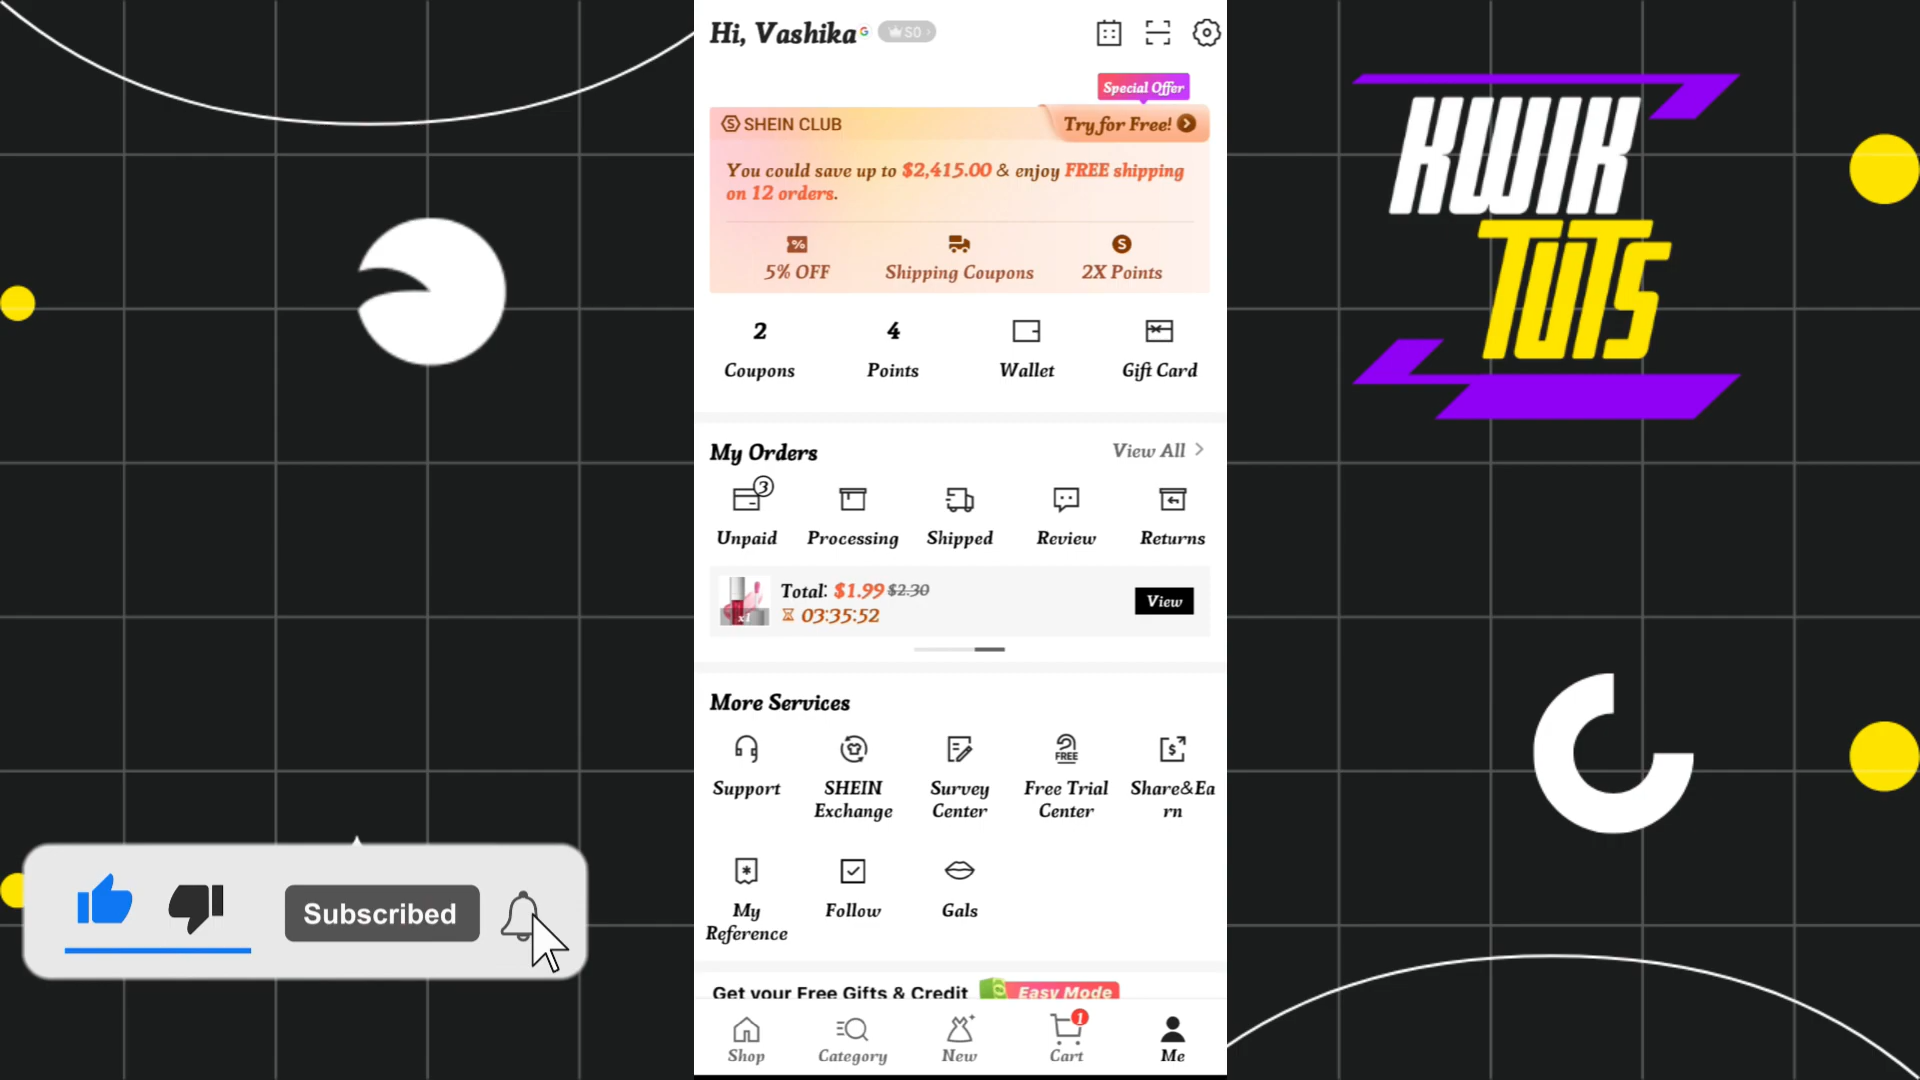 Hi, Vashika
G
S0
Special Offer
S SHEIN CLUB
Try for Free!
You could save up to $2,415.00 & enjoy FREE shipping
on 12 orders.
%
S
5% OFF
Shipping Coupons
2X Points
2
4
Coupons
Points
Wallet
Gift Card
My Orders
View All
3
Unpaid
Processing
Shipped
Review
Returns
Total: $1.99 $2.30
x1
03:35:52
View
More Services
FREE
$
Support
SHEIN
Exchange
Survey
Center
Free Trial
Center
Share&Ea
rn
My
Reference
Follow
Gals
Get your Free Gifts & Credit
S
Easy Mode
1
Shop
Category
New
Cart
Me
KWIK
TUTS
Subscribed